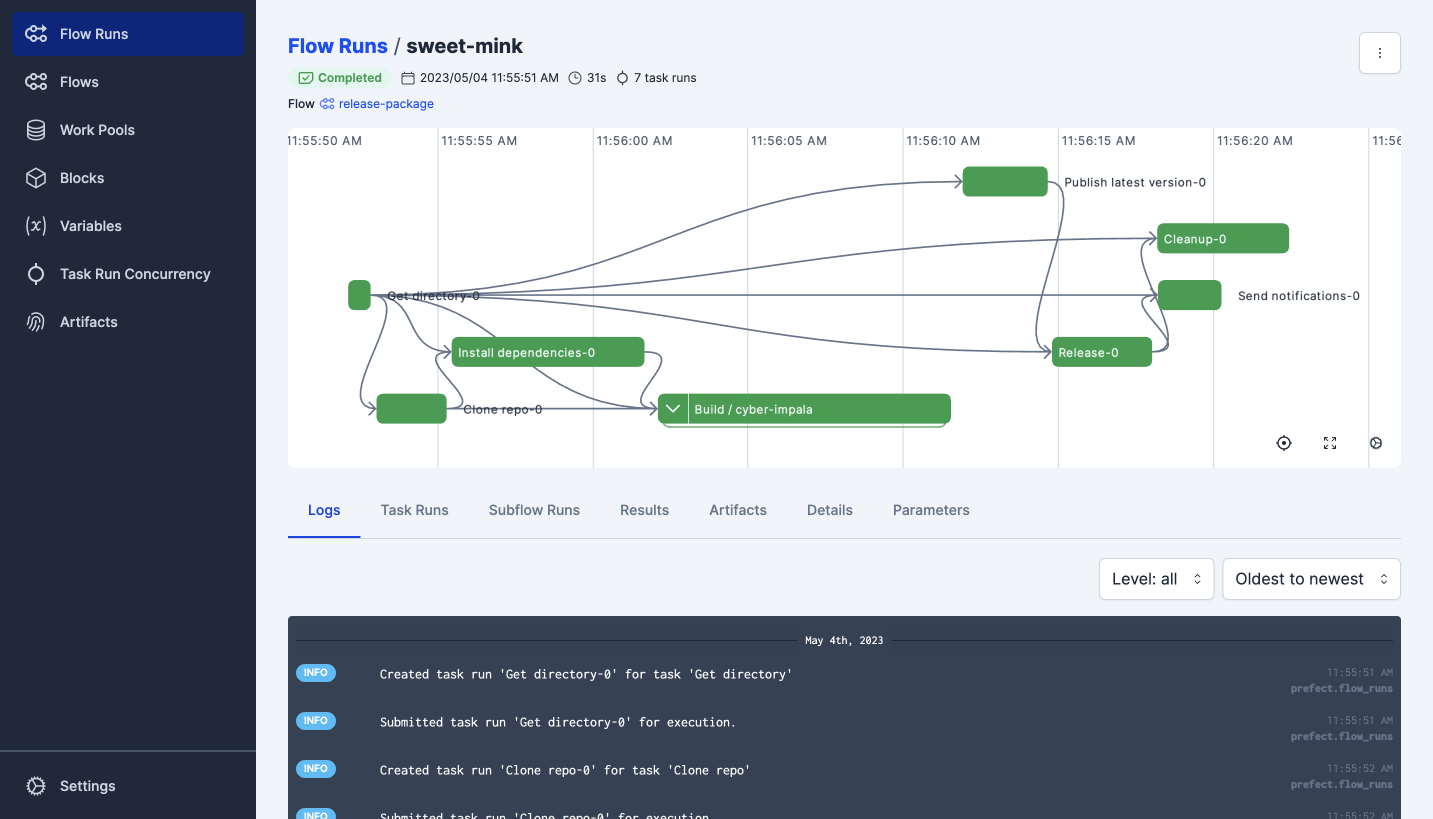 Flow Runs
Flows
Work Pools
Blocks
Variables
Task Run Concurrency
Artifacts
Settings
Flow Runs / sweet-mink
Completed 2023/05/04 11:55:51 AM 31s 7 task runs
Flow release-package
11:55:50 AM 11:55:55 AM 11:56:00 AM 11:56:05 AM 11:56:10 AM 11:56:15 AM 11:56:20 AM 11:56
Publish latest version-0
Cleanup-0
Get directory-0
Send notifications-0
Install dependencies-0
Release-0
Clone repo-0
Build / cyber-impala
Logs Task Runs Subflow Runs Results Artifacts Details Parameters
Level: all Oldest to newest
May 4th, 2023
INFO Created task run 'Get directory-0' for task 'Get directory' 11:55:51 AM
prefect.flow_runs
INFO Submitted task run 'Get directory-0' for execution. 11:55:51 AM
prefect.flow_runs
INFO Created task run 'Clone repo-0' for task 'Clone repo' 11:55:52 AM
prefect.flow_runs
INFO Submitted task run 'Clone repo-0' for execution. 11:55:52 AM